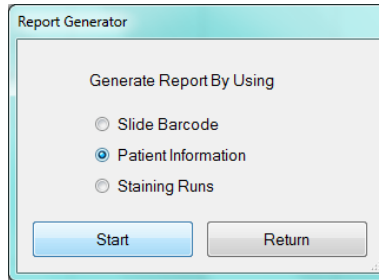 Report Generator
Generate Report By Using
Slide Barcode
Patient Information
Staining Runs
Start Return